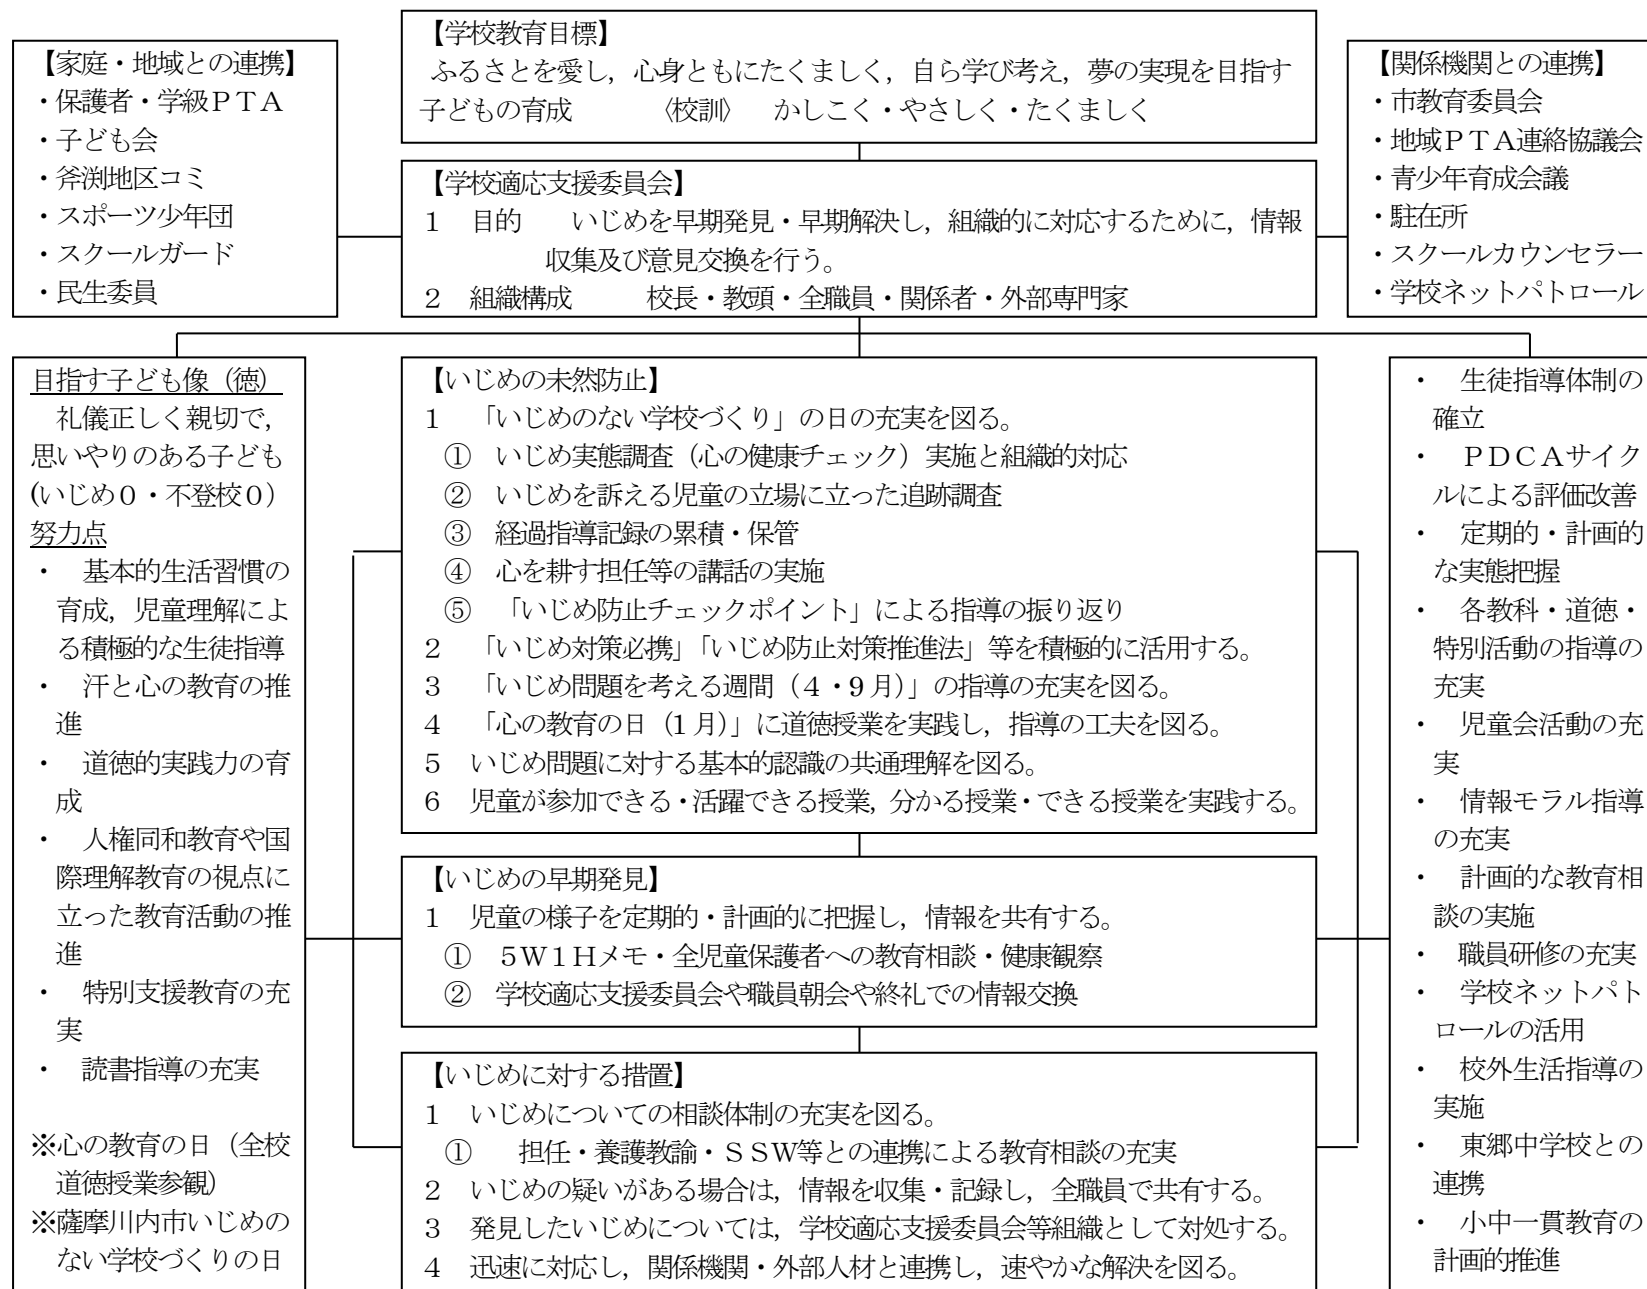 【学校教育目標】
ふるさとを愛し，心身ともにたくましく，自ら学び考え，夢の実現を目指す
子どもの育成　　　〈校訓〉　かしこく・やさしく・たくましく
【家庭・地域との連携】
・保護者・学級ＰＴＡ
・子ども会
・斧渕地区コミ
・スポーツ少年団
・スクールガード
・民生委員
【学校適応支援委員会】
１　目的　　いじめを早期発見・早期解決し，組織的に対応するために，情報
収集及び意見交換を行う。
２　組織構成　　　校長・教頭・全職員・関係者・外部専門家
【関係機関との連携】
・市教育委員会
・地域ＰＴＡ連絡協議会
・青少年育成会議
・駐在所
・スクールカウンセラー
・学校ネットパトロール
目指す子ども像（徳）
礼儀正しく親切で，
思いやりのある子ども
(いじめ０・不登校０）
努力点
・　基本的生活習慣の
育成，児童理解によ
る積極的な生徒指導
・　汗と心の教育の推
進
・　道徳的実践力の育
成
・　人権同和教育や国
際理解教育の視点に
立った教育活動の推
進
・　特別支援教育の充
実
・　読書指導の充実
※心の教育の日（全校
道徳授業参観）
※薩摩川内市いじめの
ない学校づくりの日
【いじめの未然防止】
１　「いじめのない学校づくり」の日の充実を図る。
①　いじめ実態調査（心の健康チェック）実施と組織的対応
②　いじめを訴える児童の立場に立った追跡調査
③　経過指導記録の累積・保管
④　心を耕す担任等の講話の実施
⑤　「いじめ防止チェックポイント」による指導の振り返り
２　「いじめ対策必携」「いじめ防止対策推進法」等を積極的に活用する。
３　「いじめ問題を考える週間（４・９月）」の指導の充実を図る。
４　「心の教育の日（１月）」に道徳授業を実践し，指導の工夫を図る。
５　いじめ問題に対する基本的認識の共通理解を図る。
６　児童が参加できる・活躍できる授業，分かる授業・できる授業を実践する。
【いじめの早期発見】
１　児童の様子を定期的・計画的に把握し，情報を共有する。
①　５Ｗ１Ｈメモ・全児童保護者への教育相談・健康観察
②　学校適応支援委員会や職員朝会や終礼での情報交換
【いじめに対する措置】
１　いじめについての相談体制の充実を図る。
①　　担任・養護教諭・ＳＳＷ等との連携による教育相談の充実
２　いじめの疑いがある場合は，情報を収集・記録し，全職員で共有する。
３　発見したいじめについては，学校適応支援委員会等組織として対処する。
４　迅速に対応し，関係機関・外部人材と連携し，速やかな解決を図る。
・　生徒指導体制の
確立
・　ＰＤＣＡサイク
ルによる評価改善
・　定期的・計画的
な実態把握
・　各教科・道徳・
特別活動の指導の
充実
・　児童会活動の充
実
・　情報モラル指導
の充実
・　計画的な教育相
談の実施
・　職員研修の充実
・　学校ネットパト
ロールの活用
・　校外生活指導の
実施
・　東郷中学校との
連携
・　小中一貫教育の
計画的推進